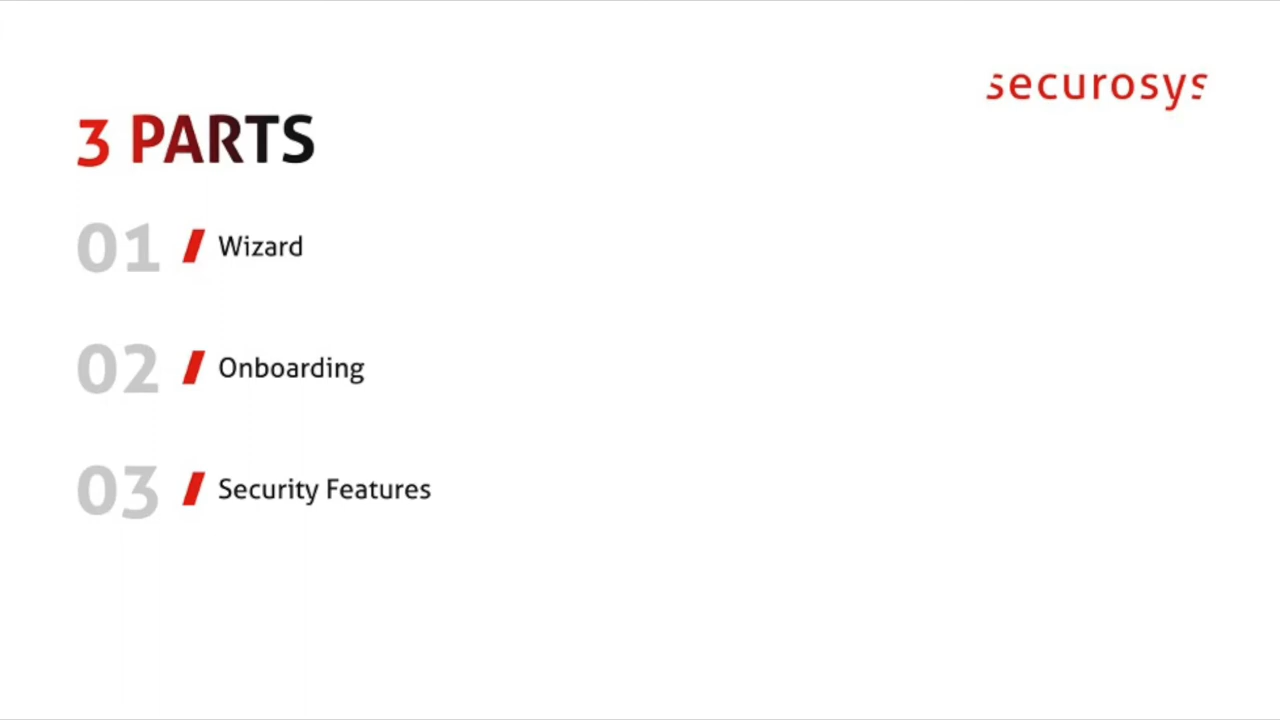 securosys
3 PARTS
01 Wizard
02 Onboarding
03 Security Features